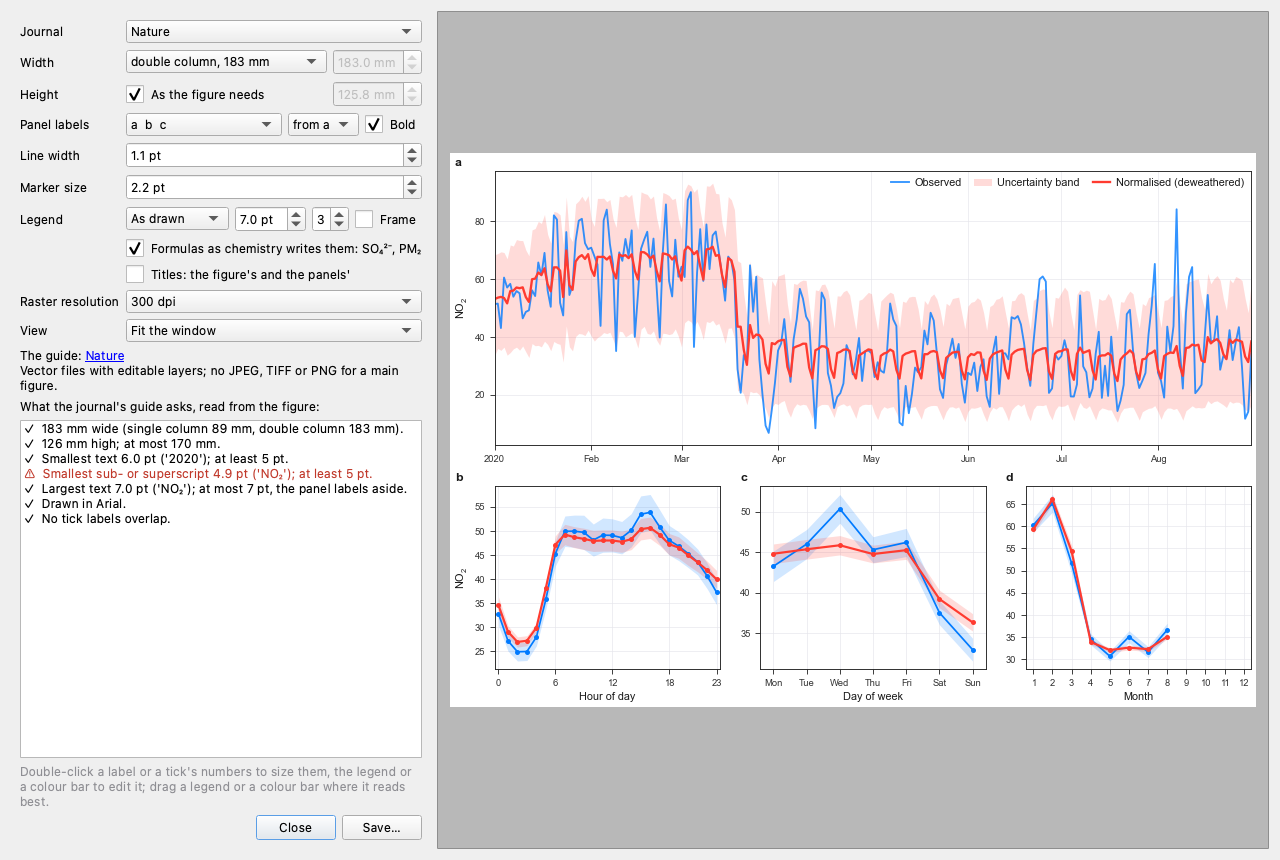 Journal
Nature
Width
double column, 183 mm
183.0 mm
Height
As the figure needs
125.8 mm
Panel labels
a b c
from a
Bold
Line width
1.1 pt
Marker size
2.2 pt
Legend
As drawn
7.0 pt
3
Frame
Formulas as chemistry writes them: SO₄²⁻, PM₂
Titles: the figure's and the panels'
Raster resolution
300 dpi
View
Fit the window
The guide: Nature
Vector files with editable layers; no JPEG, TIFF or PNG for a main
figure.
What the journal's guide asks, read from the figure:
✓ 183 mm wide (single column 89 mm, double column 183 mm).
✓ 126 mm high; at most 170 mm.
✓ Smallest text 6.0 pt ('2020'); at least 5 pt.
⚠ Smallest sub- or superscript 4.9 pt ('NO₂'); at least 5 pt.
✓ Largest text 7.0 pt ('NO₂'); at most 7 pt, the panel labels aside.
✓ Drawn in Arial.
✓ No tick labels overlap.
Double-click a label or a tick's numbers to size them, the legend or
a colour bar to edit it; drag a legend or a colour bar where it reads
best.
Close
Save...
a
Observed
Uncertainty band
Normalised (deweathered)
NO₂
80
60
40
20
2020 Feb Mar Apr May Jun Jul Aug
b
NO₂
55
50
45
40
35
30
25
0 6 12 18 23
Hour of day
c
50
45
40
35
Mon Tue Wed Thu Fri Sat Sun
Day of week
d
65
60
55
50
45
40
35
30
1 2 3 4 5 6 7 8 9 10 11 12
Month